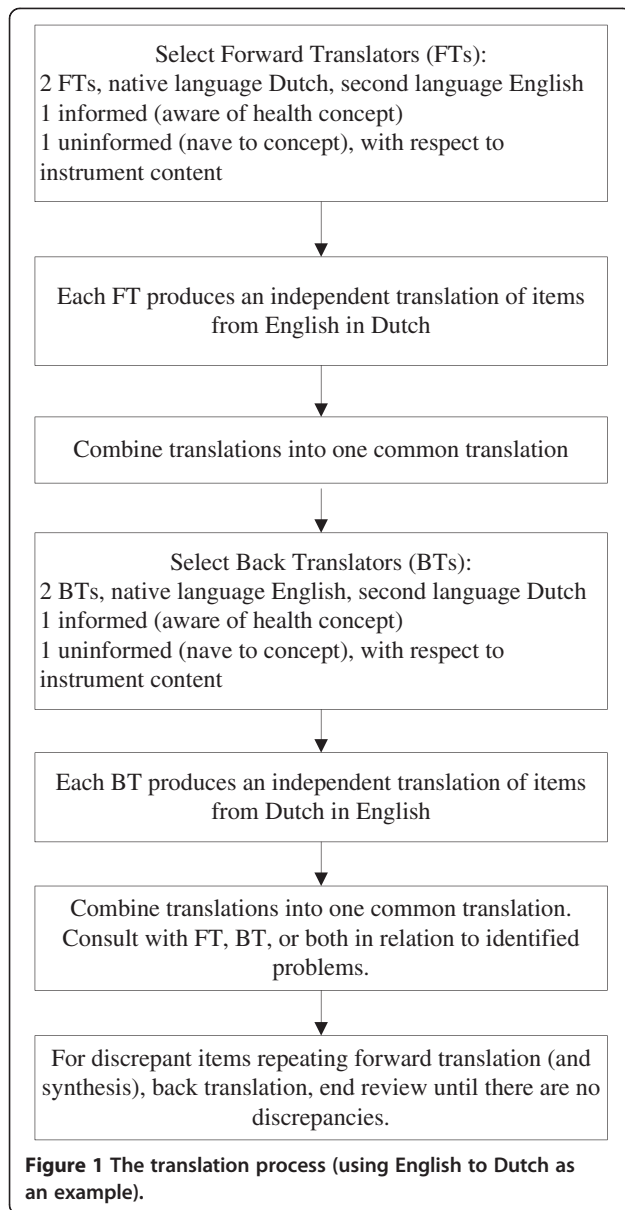 Select Forward Translators (FTs):
2 FTs, native language Dutch, second language English
1 informed (aware of health concept)
1 uninformed (nave to concept), with respect to
instrument content
Each FT produces an independent translation of items
from English in Dutch
Combine translations into one common translation
Select Back Translators (BTs):
2 BTs, native language English, second language Dutch
1 informed (aware of health concept)
1 uninformed (nave to concept), with respect to
instrument content
Each BT produces an independent translation of items
from Dutch in English
Combine translations into one common translation.
Consult with FT, BT, or both in relation to identified
problems.
For discrepant items repeating forward translation (and
synthesis), back translation, end review until there are no
discrepancies.
Figure 1 The translation process (using English to Dutch as
an example).